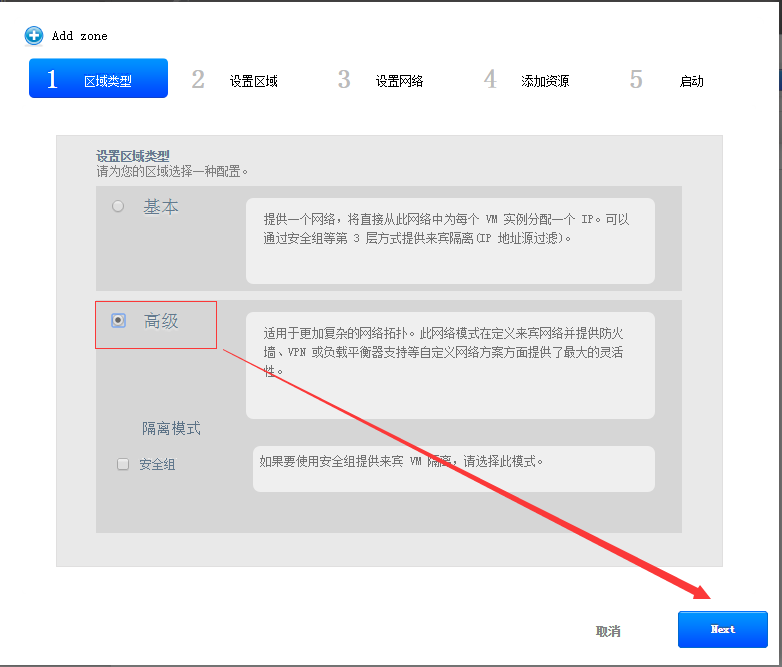 Add zone
1 区域类型 2 设置区域 3 设置网络 4 添加资源 5 启动
设置区域类型
请为您的区域选择一种配置。
基本
提供一个网络，将直接从此网络中为每个 VM 实例分配一个 IP。可以
通过安全组等第 3 层方式提供来宾隔离(IP 地址源过滤)。
高级
适用于更加复杂的网络拓扑。此网络模式在定义来宾网络并提供防火
墙、VPN 或负载平衡器支持等自定义网络方案方面提供了最大的灵活
性。
隔离模式
安全组
如果要使用安全组提供来宾 VM 隔离，请选择此模式。
取消
Next